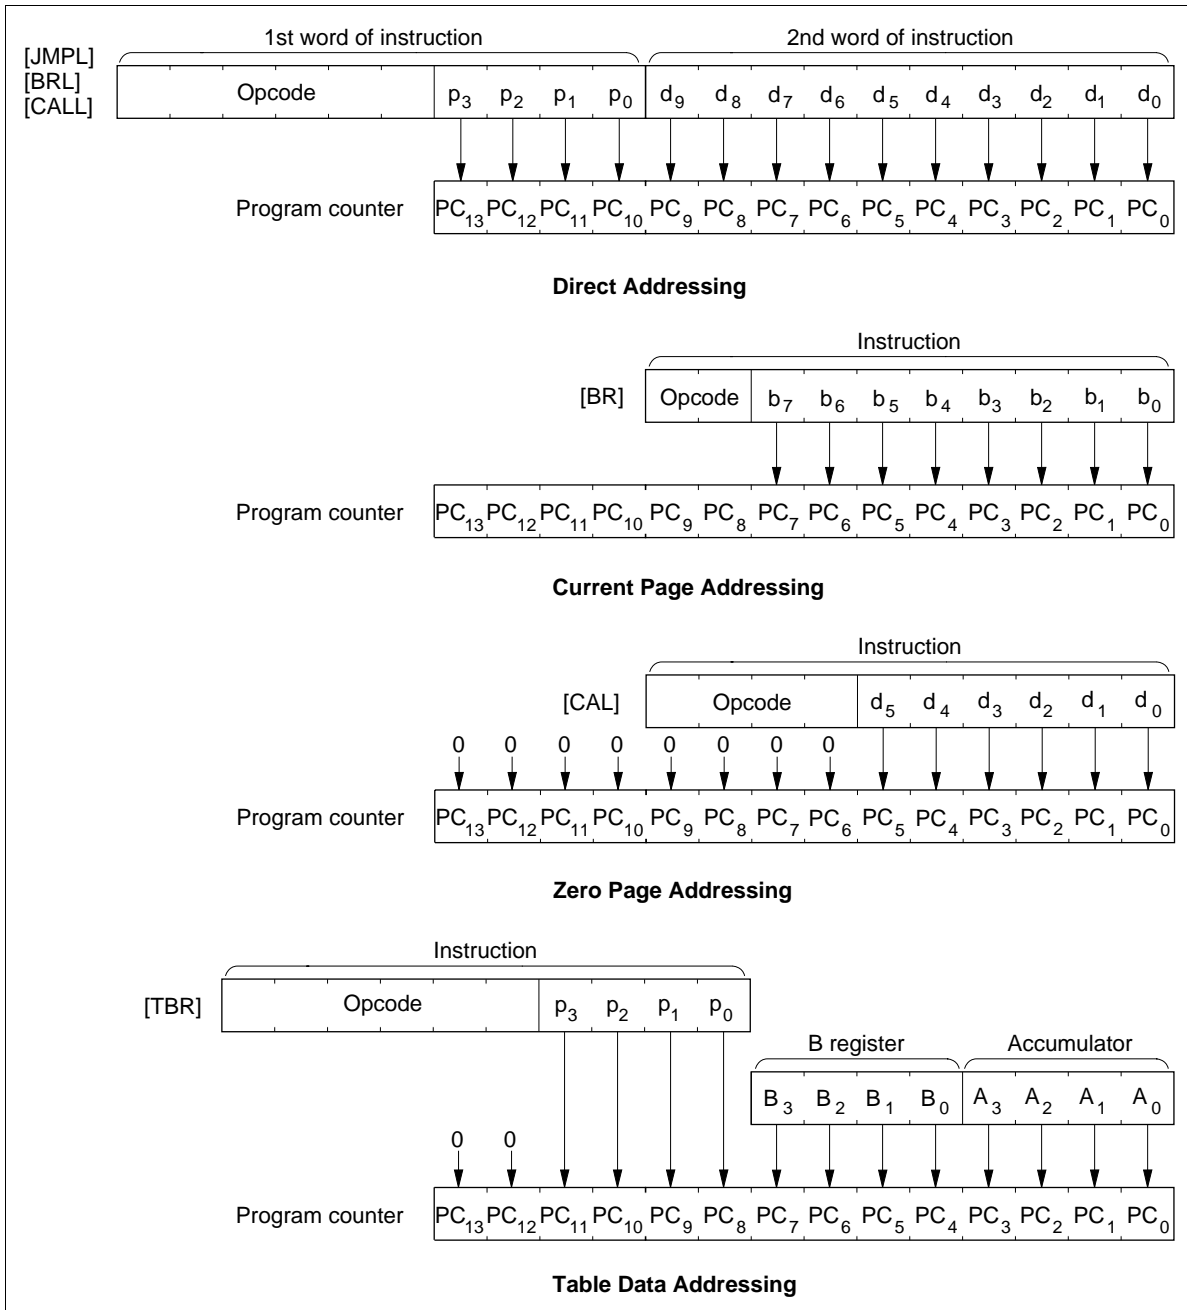 1st word of instruction 2nd word of instruction
[JMPL]
[BRL]
[CALL]
Opcode p3 p2 p1 p0 d9 d8 d7 d6 d5 d4 d3 d2 d1 d0
Program counter PC13 PC12 PC11 PC10 PC9 PC8 PC7 PC6 PC5 PC4 PC3 PC2 PC1 PC0
Direct Addressing
Instruction
[BR] Opcode b7 b6 b5 b4 b3 b2 b1 b0
Program counter PC13 PC12 PC11 PC10 PC9 PC8 PC7 PC6 PC5 PC4 PC3 PC2 PC1 PC0
Current Page Addressing
Instruction
[CAL] Opcode d5 d4 d3 d2 d1 d0
0 0 0 0 0 0 0 0
Program counter PC13 PC12 PC11 PC10 PC9 PC8 PC7 PC6 PC5 PC4 PC3 PC2 PC1 PC0
Zero Page Addressing
Instruction
[TBR] Opcode p3 p2 p1 p0
B register Accumulator
B3 B2 B1 B0 A3 A2 A1 A0
0 0
Program counter PC13 PC12 PC11 PC10 PC9 PC8 PC7 PC6 PC5 PC4 PC3 PC2 PC1 PC0
Table Data Addressing